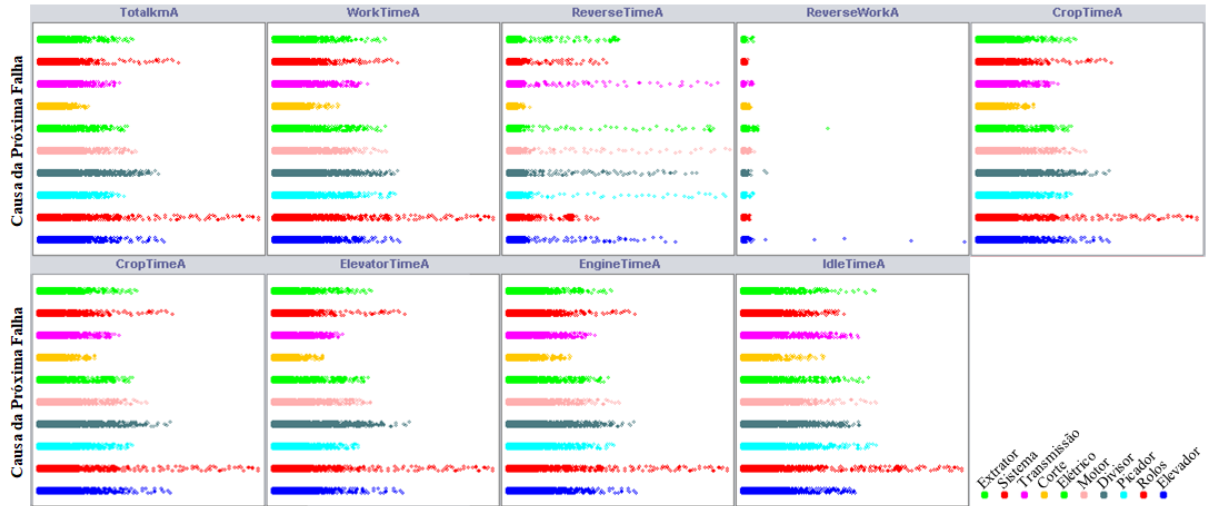 TotalkmA
WorkTimeA
ReverseTimeA
ReverseWorkA
CropTimeA
Causa da Próxima Falha
CropTimeA
ElevatorTimeA
EngineTimeA
IdleTimeA
Causa da Próxima Falha
Extrator
Sistema
Transmissão
Corte
Elétrico
Motor
Divisor
Picador
Rolos
Elevador